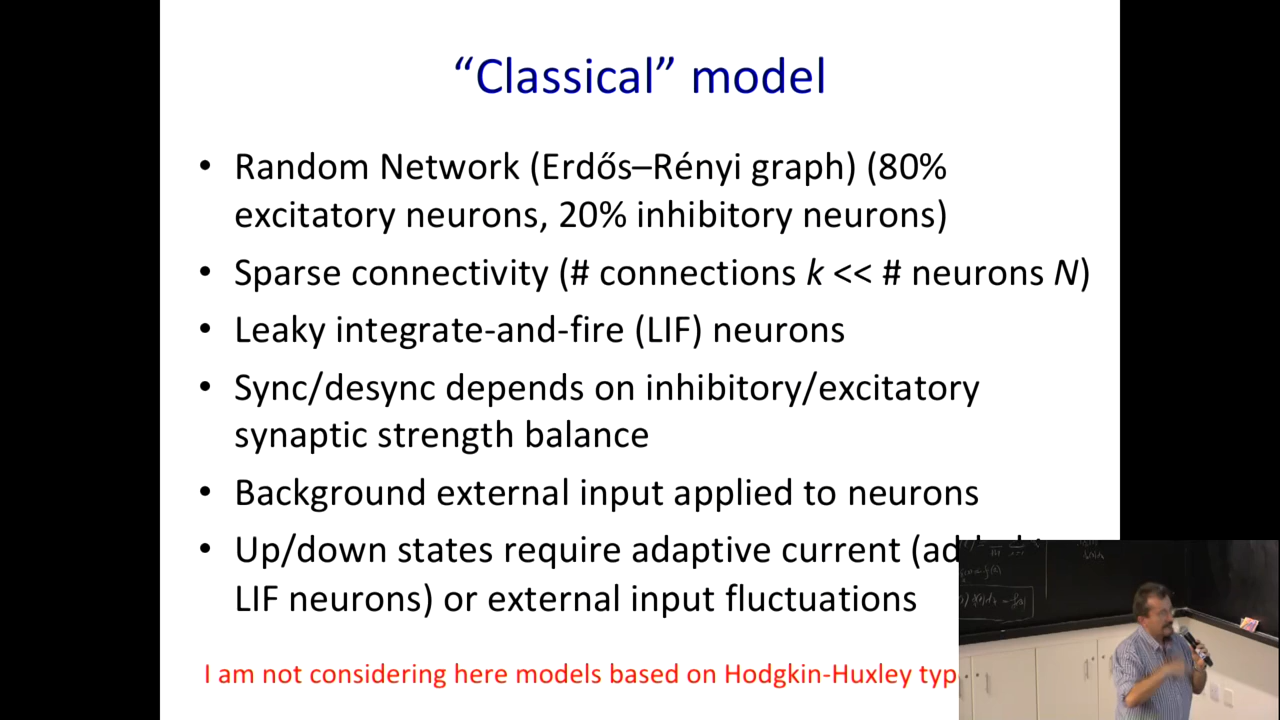 “Classical” model
• Random Network (Erdős–Rényi graph) (80%
excitatory neurons, 20% inhibitory neurons)
• Sparse connectivity (# connections k << # neurons N)
• Leaky integrate-and-fire (LIF) neurons
• Sync/desync depends on inhibitory/excitatory
synaptic strength balance
• Background external input applied to neurons
• Up/down states require adaptive current
LIF neurons) or external input fluctuations
I am not considering here models based on Hodgkin-Huxley